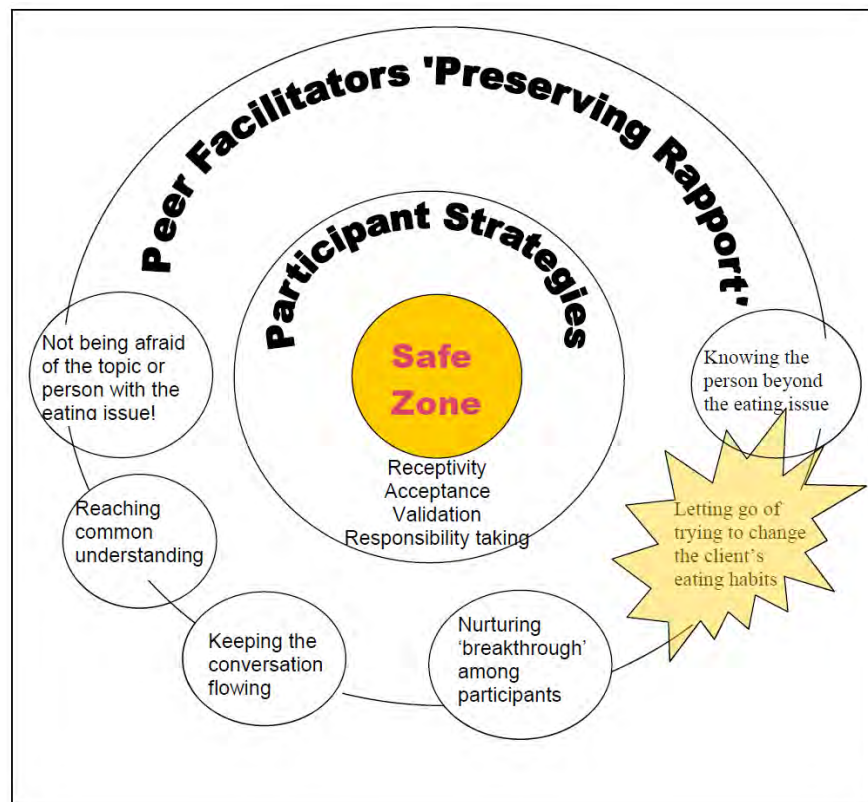 Peer Facilitators 'Preserving Rapport'
Participant Strategies
Safe
Zone
Receptivity
Acceptance
Validation
Responsibility taking
Not being afraid
of the topic or
person with the
eating issue!
Reaching
common
understanding
Keeping the
conversation
flowing
Nurturing
‘breakthrough’
among
participants
Letting go of
trying to change
the client’s
eating habits
Knowing the
person beyond
the eating issue